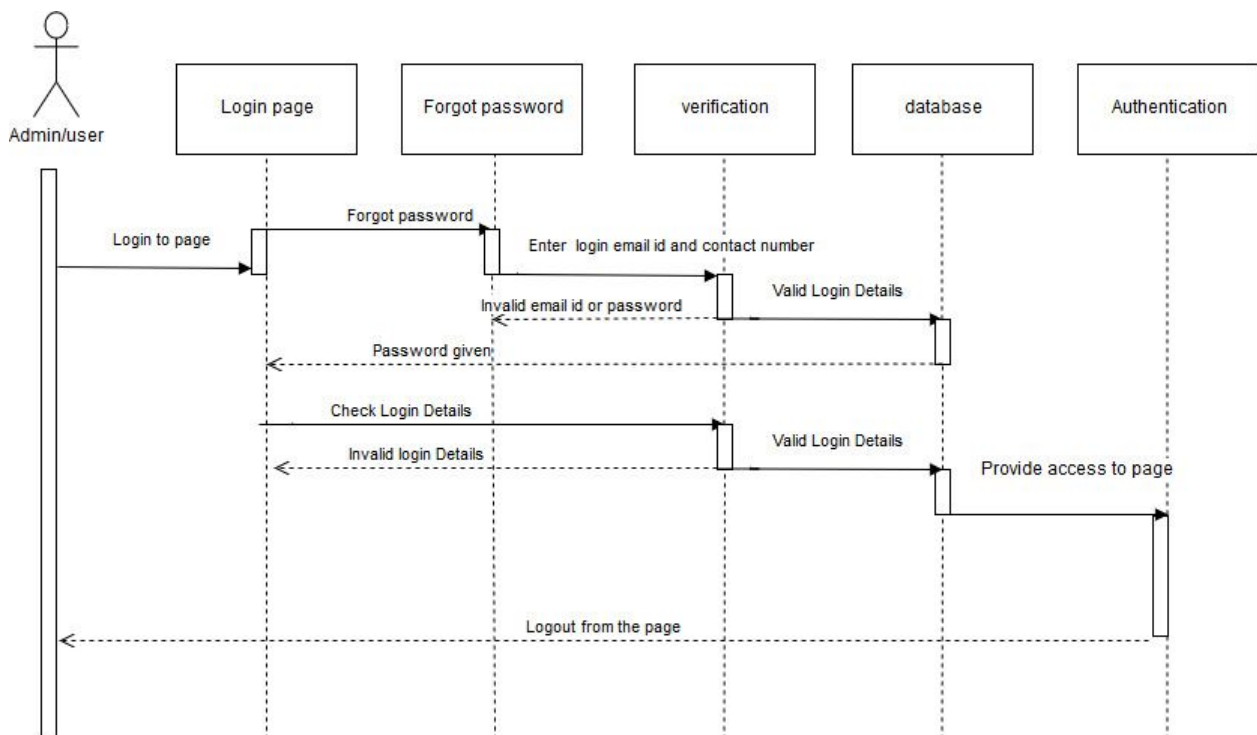 Admin/user
Login page
Forgot password
verification
database
Authentication
Forgot password
Login to page
Enter login email id and contact number
Valid Login Details
Invalid email id or password
Password given
Check Login Details
Valid Login Details
Invalid login Details
Provide access to page
Logout from the page